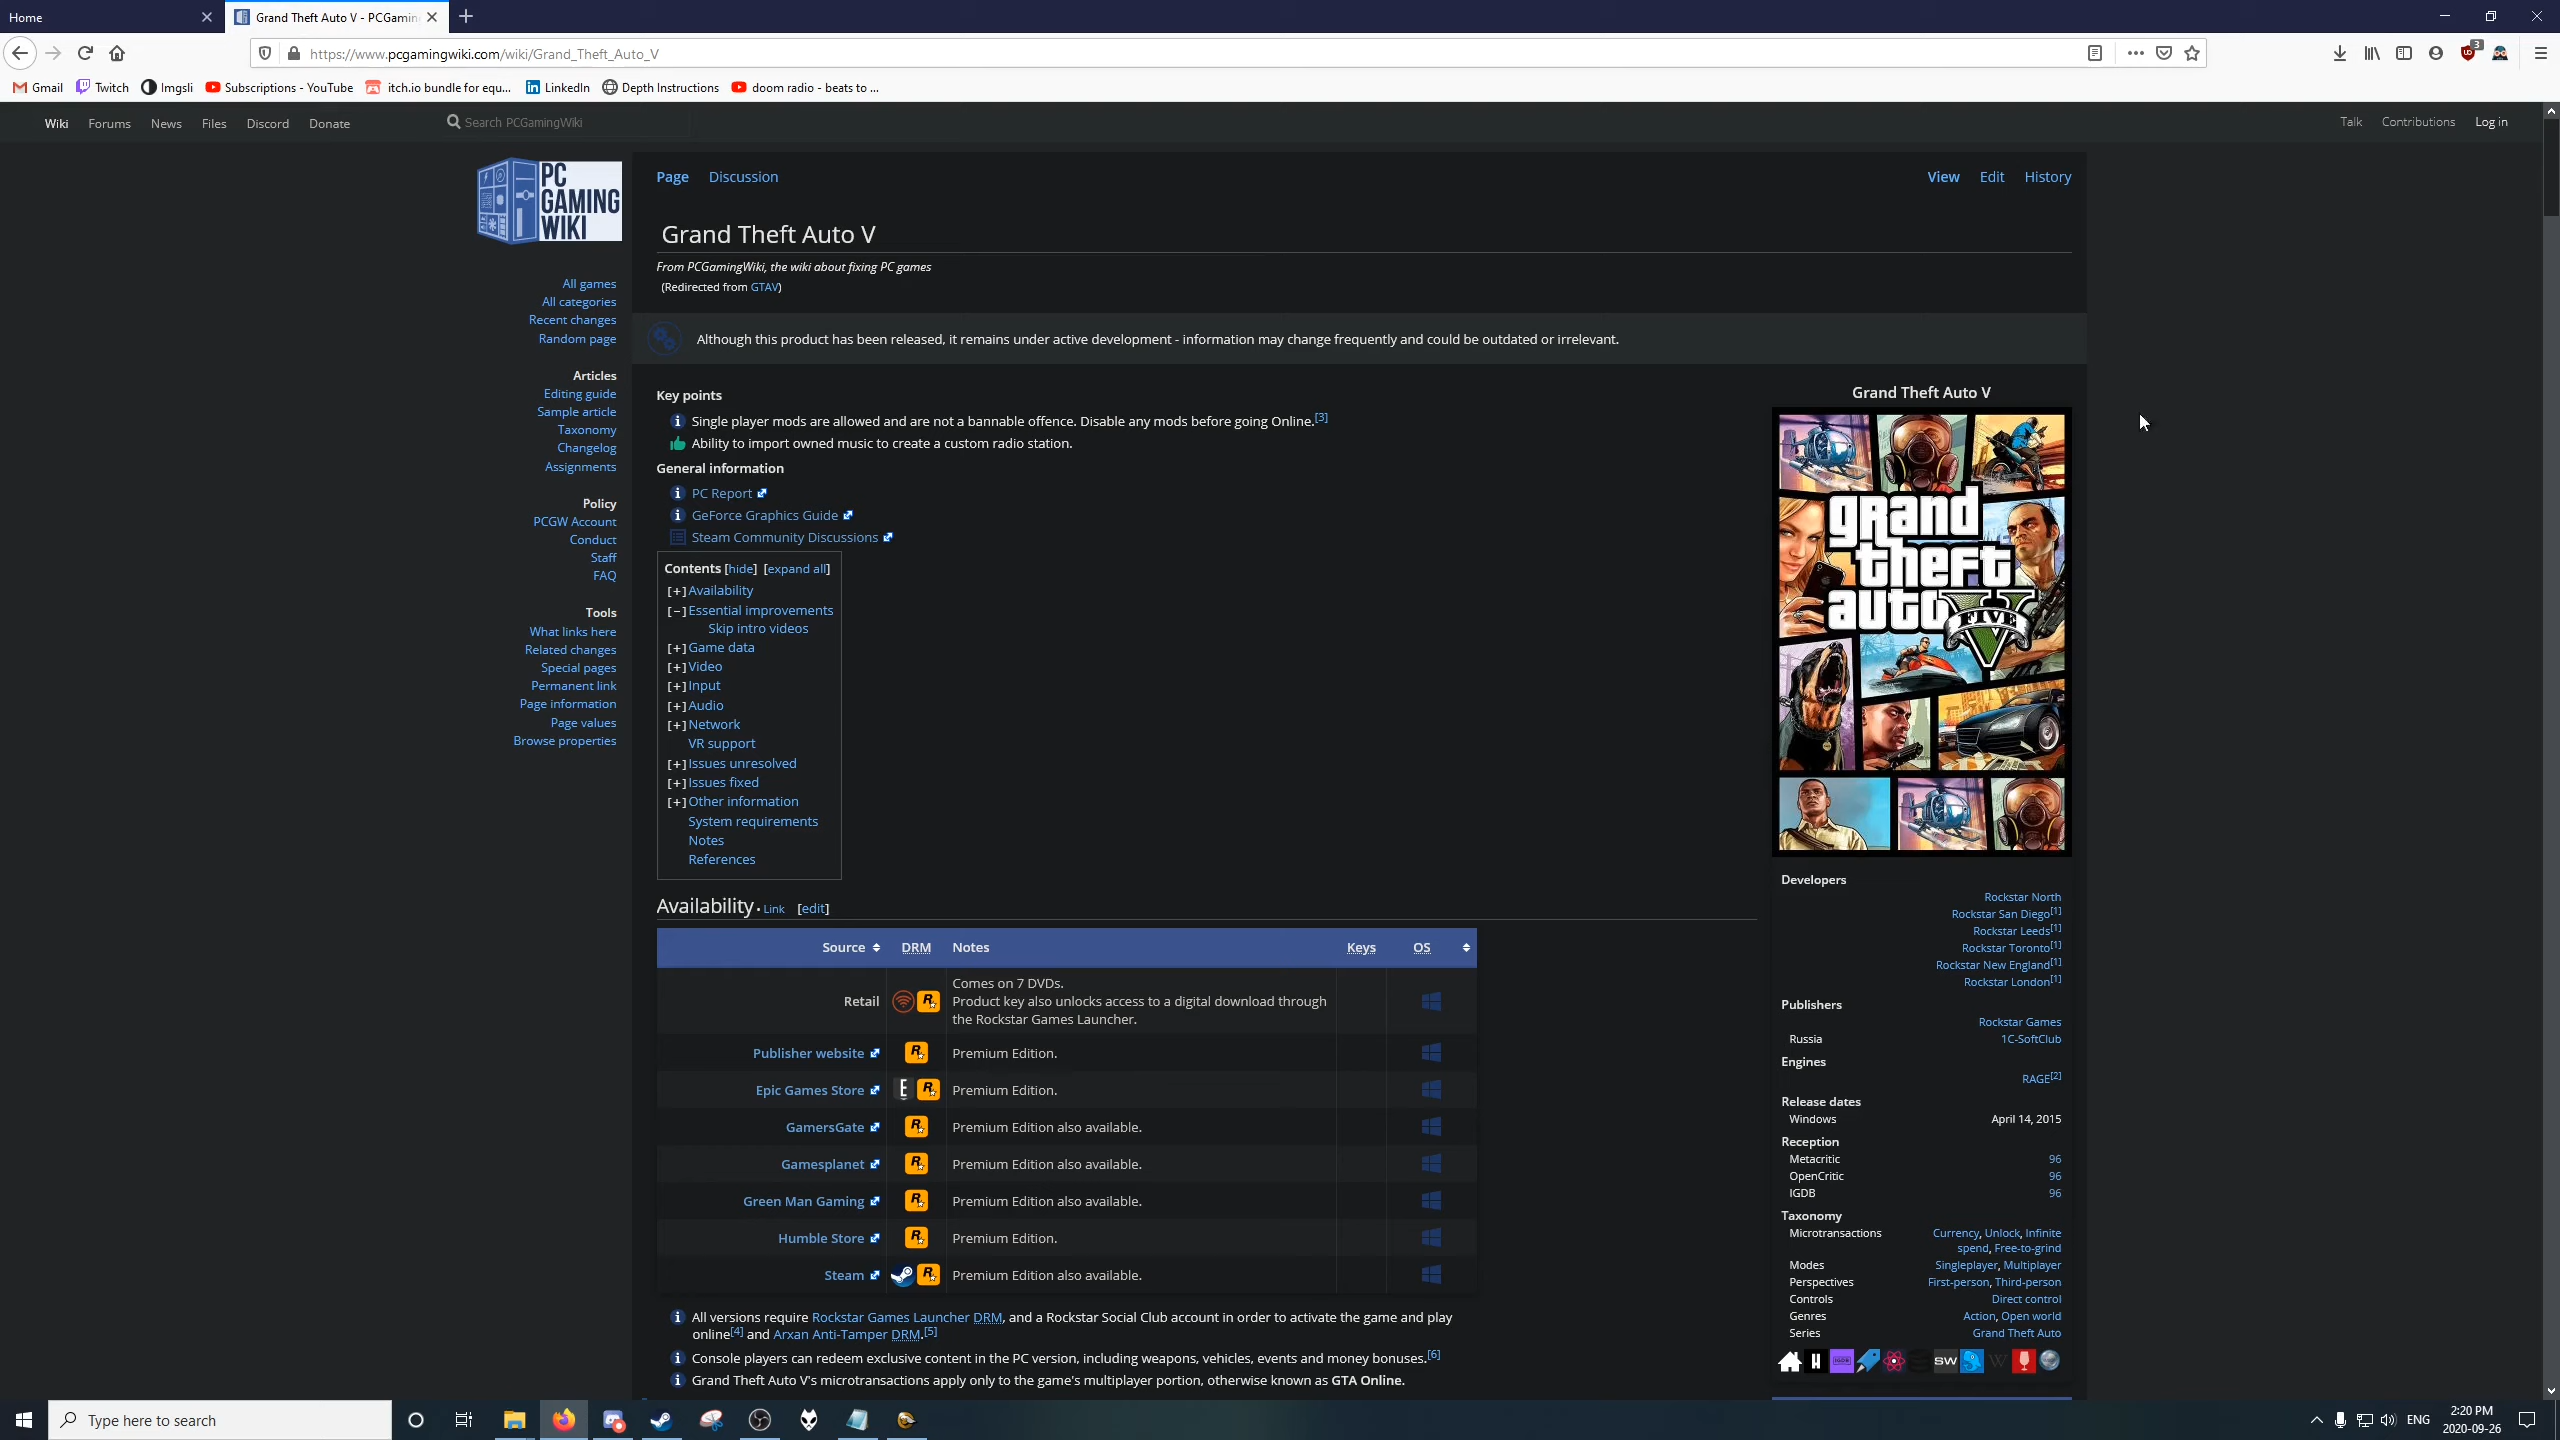 Home
Grand Theft Auto V - PCGamin
https://www.pcgamingwiki.com/wiki/Grand_Theft_Auto_V
3
Gmail
Twitch
Imgsli
Subscriptions - YouTube
itch.io bundle for equ...
LinkedIn
Depth Instructions
doom radio - beats to ...
Wiki
Forums
News
Files
Discord
Donate
Search PCGamingWiki
Talk
Contributions
Log in
PC
GAMING
WIKI
All games
All categories
Recent changes
Random page
Articles
Editing guide
Sample article
Taxonomy
Changelog
Assignments
Policy
PCGW Account
Conduct
Staff
FAQ
Tools
What links here
Related changes
Special pages
Permanent link
Page information
Page values
Browse properties
Page
Discussion
View
Edit
History
Grand Theft Auto V
From PCGamingWiki, the wiki about fixing PC games
(Redirected from GTAV)
Although this product has been released, it remains under active development - information may change frequently and could be outdated or irrelevant.
Key points
Single player mods are allowed and are not a bannable offence. Disable any mods before going Online.[3]
Ability to import owned music to create a custom radio station.
General information
PC Report
GeForce Graphics Guide
Steam Community Discussions
Contents [hide] [expand all]
[+] Availability
[−] Essential improvements
Skip intro videos
[+] Game data
[+] Video
[+] Input
[+] Audio
[+] Network
VR support
[+] Issues unresolved
[+] Issues fixed
[+] Other information
System requirements
Notes
References
Availability · Link [edit]
Source DRM Notes Keys OS
Retail
Comes on 7 DVDs.
Product key also unlocks access to a digital download through
the Rockstar Games Launcher.
Publisher website Premium Edition.
Epic Games Store Premium Edition.
GamersGate Premium Edition also available.
Gamesplanet Premium Edition also available.
Green Man Gaming Premium Edition also available.
Humble Store Premium Edition.
Steam Premium Edition also available.
All versions require Rockstar Games Launcher DRM, and a Rockstar Social Club account in order to activate the game and play
online[4] and Arxan Anti-Tamper DRM.[5]
Console players can redeem exclusive content in the PC version, including weapons, vehicles, events and money bonuses.[6]
Grand Theft Auto V's microtransactions apply only to the game's multiplayer portion, otherwise known as GTA Online.
Grand Theft Auto V
grand
theft
auto V
FIVE
Developers
Rockstar North
Rockstar San Diego[1]
Rockstar Leeds[1]
Rockstar Toronto[1]
Rockstar New England[1]
Rockstar London[1]
Publishers
Rockstar Games
Russia 1C-SoftClub
Engines
RAGE[2]
Release dates
Windows April 14, 2015
Reception
Metacritic 96
OpenCritic 96
IGDB 96
Taxonomy
Microtransactions Currency, Unlock, Infinite
spend, Free-to-grind
Modes Singleplayer, Multiplayer
Perspectives First-person, Third-person
Controls Direct control
Genres Action, Open world
Series Grand Theft Auto
SW
Type here to search
ENG
2:20 PM
2020-09-26